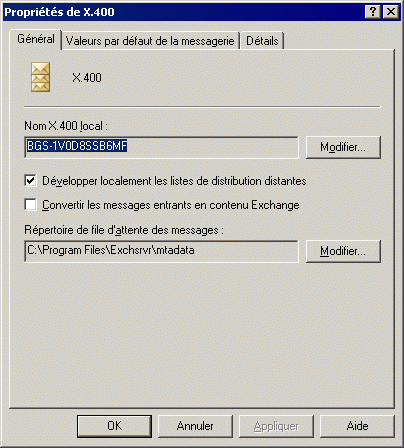 Propriétés de X.400
Général
Valeurs par défaut de la messagerie
Détails
X.400
Nom X.400 local :
BGS-1V0D8SSB6MF
Modifier...
Développer localement les listes de distribution distantes
Convertir les messages entrants en contenu Exchange
Répertoire de file d'attente des messages :
C:\Program Files\Exchsrvr\mtadata
Modifier...
OK
Annuler
Appliquer
Aide